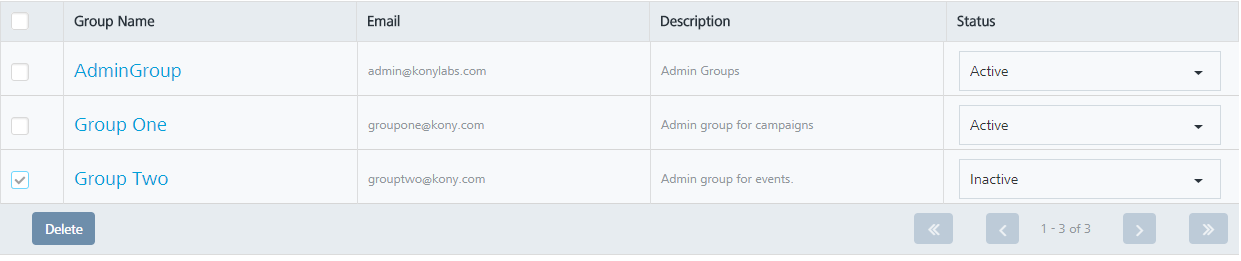 Group Name Email Description Status
AdminGroup admin@konylabs.com Admin Groups Active
Group One groupone@kony.com Admin group for campaigns Active
Group Two grouptwo@kony.com Admin group for events. Inactive
Delete 1 - 3 of 3